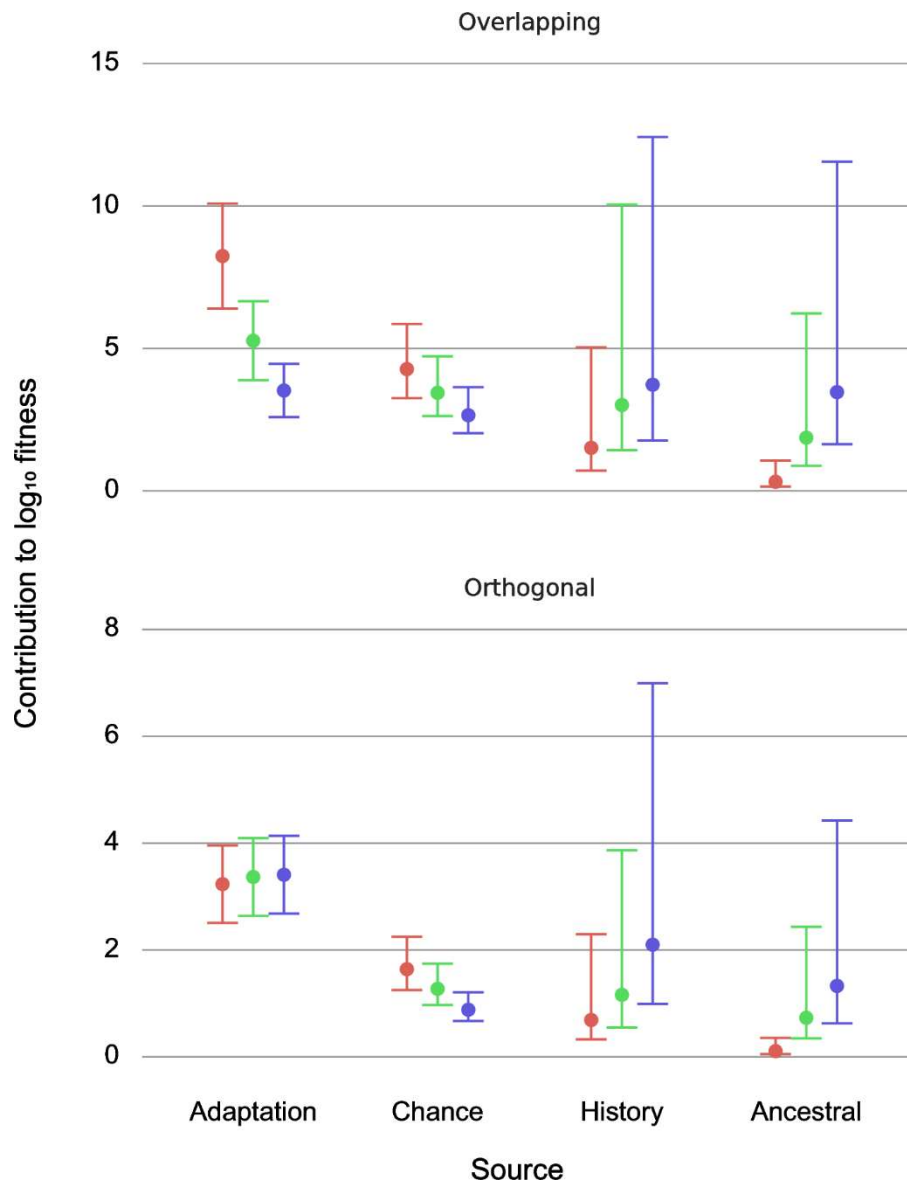 Overlapping
15
10
5
0
Contribution to log₁₀ fitness
Orthogonal
8
6
4
2
0
Adaptation Chance History Ancestral
Source